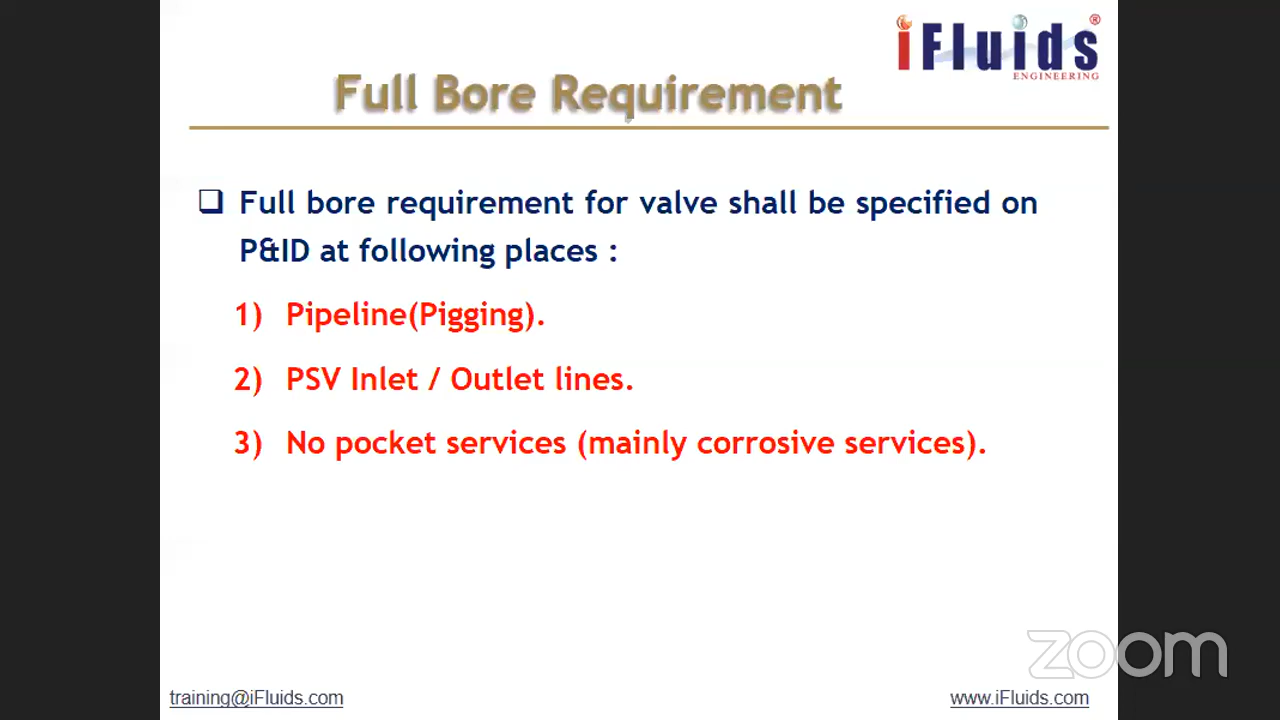 iFluids®
ENGINEERING
Full Bore Requirement
❑ Full bore requirement for valve shall be specified on
P&ID at following places :
1) Pipeline(Pigging).
2) PSV Inlet / Outlet lines.
3) No pocket services (mainly corrosive services).
zoom
training@iFluids.com
www.iFluids.com